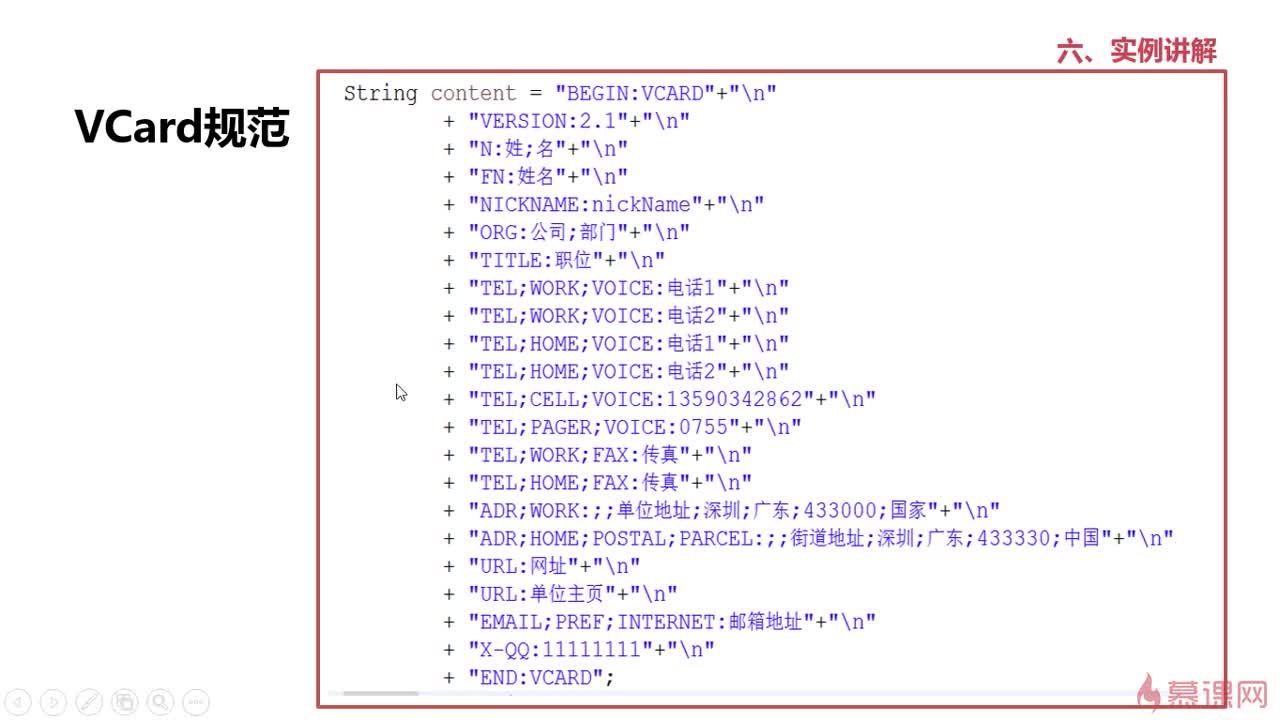 六、实例讲解
VCard规范
String content = "BEGIN:VCARD"+"\n"
+ "VERSION:2.1"+"\n"
+ "N:姓;名"+"\n"
+ "FN:姓名"+"\n"
+ "NICKNAME:nickName"+"\n"
+ "ORG:公司;部门"+"\n"
+ "TITLE:职位"+"\n"
+ "TEL;WORK;VOICE:电话1"+"\n"
+ "TEL;WORK;VOICE:电话2"+"\n"
+ "TEL;HOME;VOICE:电话1"+"\n"
+ "TEL;HOME;VOICE:电话2"+"\n"
+ "TEL;CELL;VOICE:13590342862"+"\n"
+ "TEL;PAGER;VOICE:0755"+"\n"
+ "TEL;WORK;FAX:传真"+"\n"
+ "TEL;HOME;FAX:传真"+"\n"
+ "ADR;WORK:;;单位地址;深圳;广东;433000;国家"+"\n"
+ "ADR;HOME;POSTAL;PARCEL:;;街道地址;深圳;广东;433330;中国"+"\n"
+ "URL:网址"+"\n"
+ "URL:单位主页"+"\n"
+ "EMAIL;PREF;INTERNET:邮箱地址"+"\n"
+ "X-QQ:11111111"+"\n"
+ "END:VCARD";
慕课网